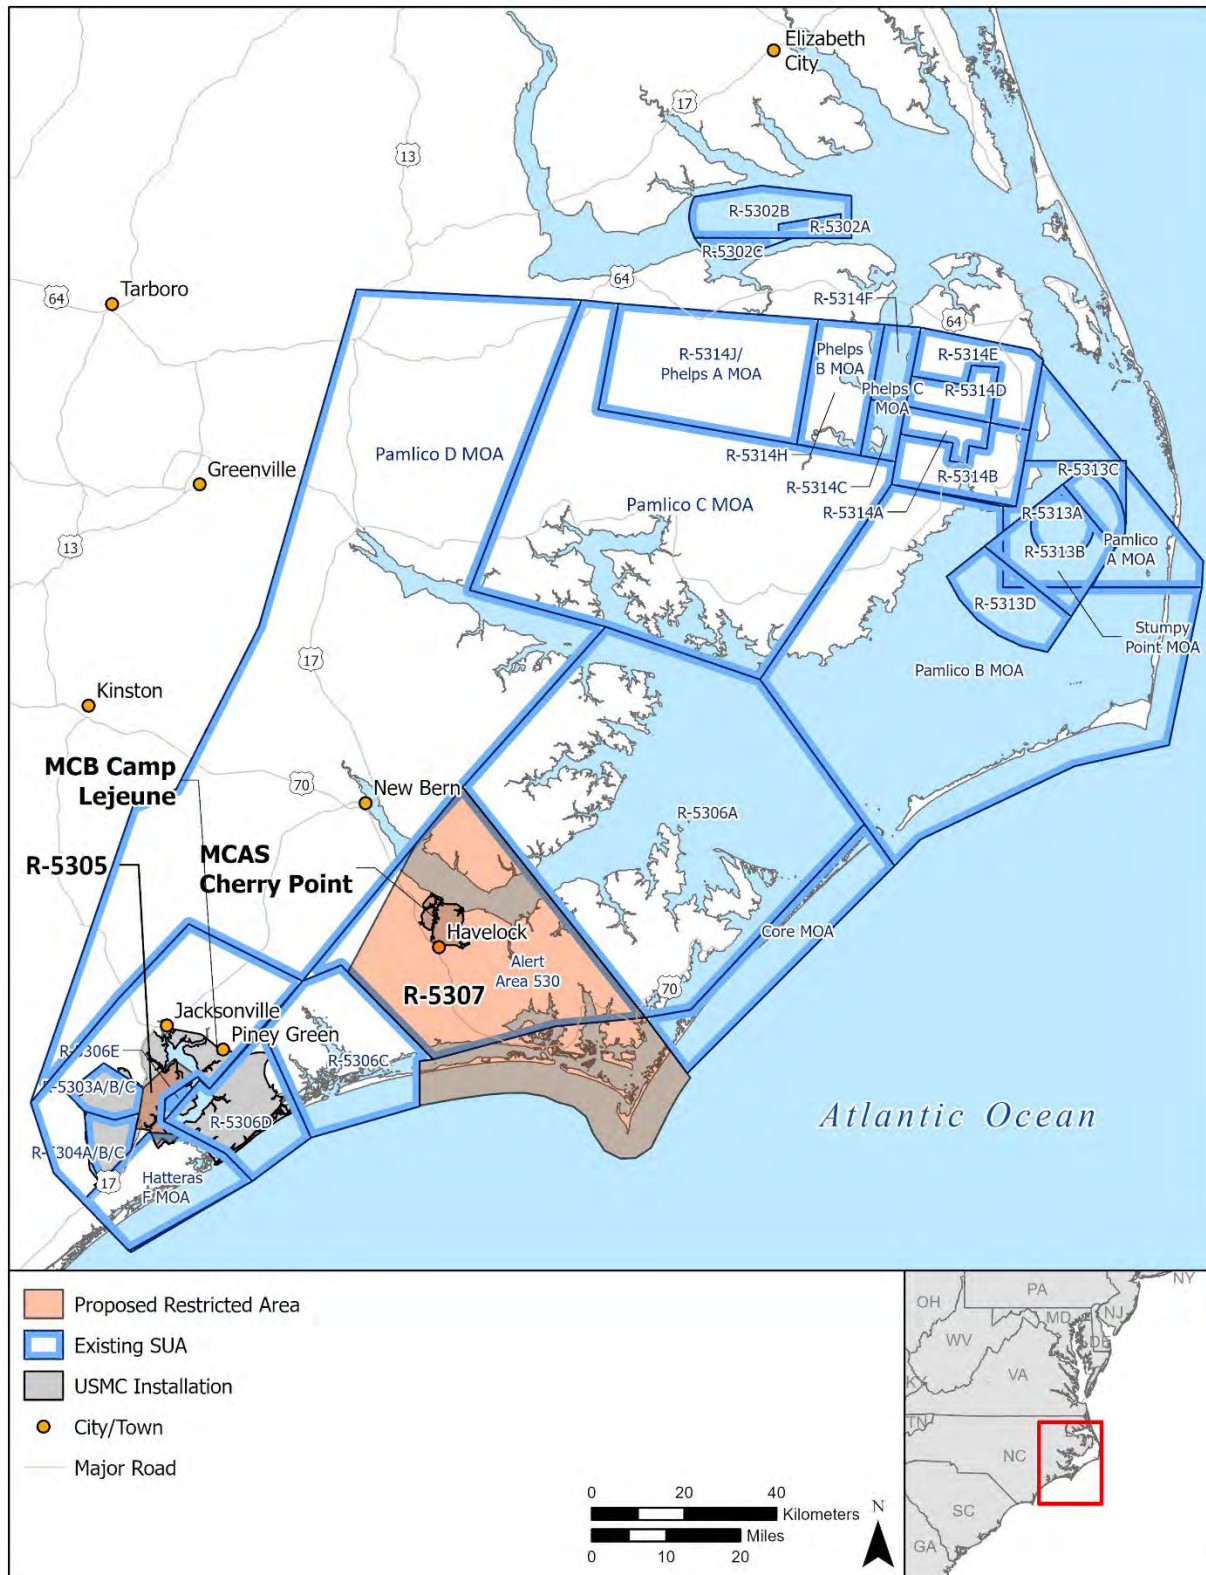 Elizabeth
City
17
13
R-5302B
R-5302A
R-5302C
64
Tarboro
64
R-5314F
64
R-5314J/
Phelps A MOA
Phelps
B MOA
R-5314E
Phelps C
MOA
R-5314D
Pamlico D MOA
R-5314H
R-5313C
Greenville
R-5314C
R-5314B
Pamlico C MOA
R-5314A
R-5313A
13
R-5313B
Pamlico
A MOA
R-5313D
Stumpy
Point MOA
17
Pamlico B MOA
Kinston
MCB Camp
Lejeune
70
New Bern
R-5306A
R-5305
MCAS
Cherry Point
Havelock
Core MOA
Alert
Area 530
R-5307
70
Jacksonville
Piney Green
R-5306E
R-5306C
R-5303A/B/C
Atlantic Ocean
R-5306D
R-5304A/B/C
17
Hatteras
F MOA
Proposed Restricted Area
Existing SUA
USMC Installation
City/Town
Major Road
0 20 40
Kilometers
Miles
0 10 20
N
NY
PA
OH
NJ
MD
DE
WV
VA
KY
TN
NC
SC
GA